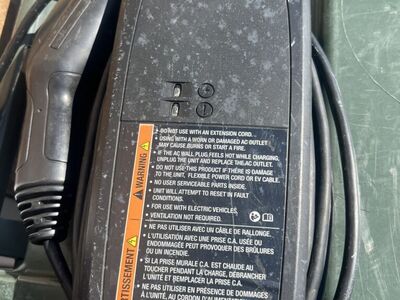 WARNING
• DO NOT USE WITH AN EXTENSION CORD.
• USING WITH A WORN OR DAMAGED AC OUTLET
MAY CAUSE BURNS OR START A FIRE.
• IF THE AC WALL PLUG FEELS HOT WHILE CHARGING,
UNPLUG THE UNIT AND REPLACE THE AC OUTLET.
• DO NOT USE THIS PRODUCT IF THERE IS DAMAGE
TO THE UNIT, FLEXIBLE POWER CORD OR EV CABLE.
• NO USER SERVICEABLE PARTS INSIDE.
• UNIT WILL ATTEMPT TO RESET IN FAULT
CONDITIONS.
• FOR USE WITH ELECTRIC VEHICLES.
• VENTILATION NOT REQUIRED.
AVERTISSEMENT
• NE PAS UTILISER AVEC UN CÂBLE DE RALLONGE.
• L'UTILISATION AVEC UNE PRISE C.A. USÉE OU
ENDOMMAGÉE PEUT PROVOQUER DES BRÛLURES
OU UN INCENDIE.
• SI LA PRISE MURALE C.A. EST CHAUDE AU
TOUCHER PENDANT LA CHARGE, DÉBRANCHER
L'UNITÉ ET REMPLACER LA PRISE C.A.
• NE PAS UTILISER EN PRÉSENCE DE DOMMAGES
À L'UNITÉ, AU CORDON D'ALIMENTATION